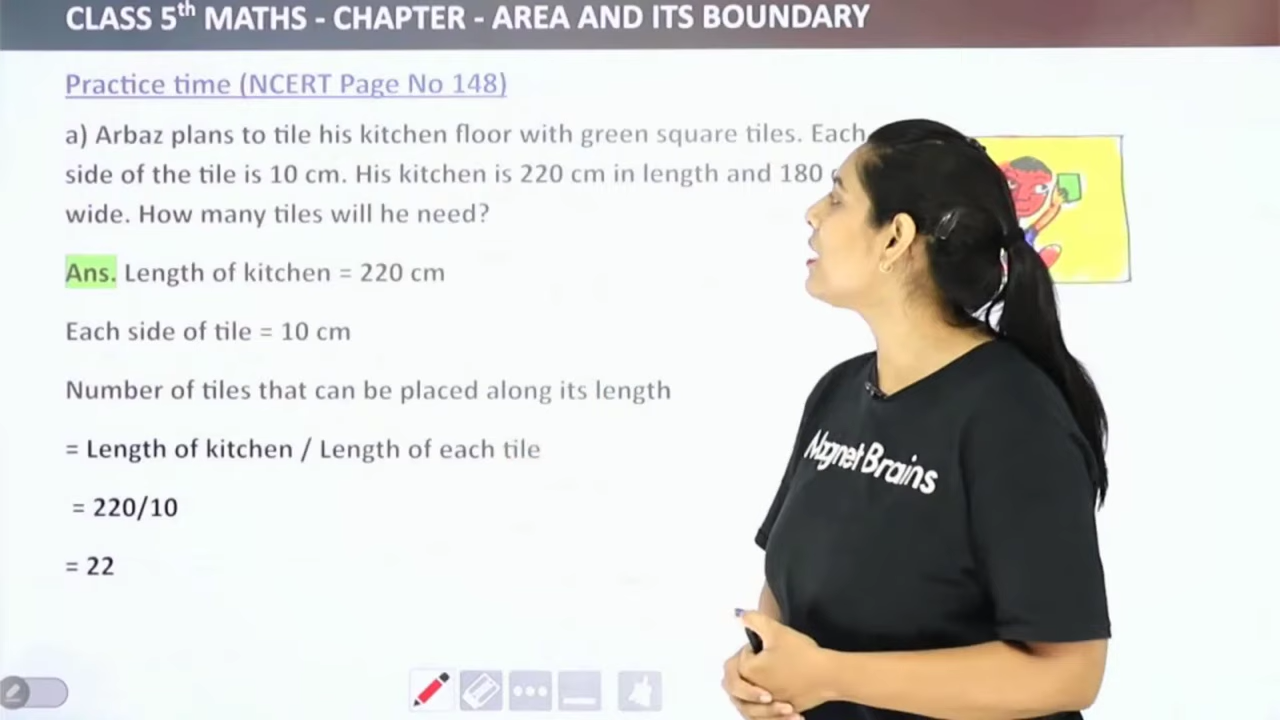 CLASS 5th MATHS - CHAPTER - AREA AND ITS BOUNDARY
Practice time (NCERT Page No 148)
a) Arbaz plans to tile his kitchen floor with green square tiles. Each
side of the tile is 10 cm. His kitchen is 220 cm in length and 180
wide. How many tiles will he need?
Ans. Length of kitchen = 220 cm
Each side of tile = 10 cm
Number of tiles that can be placed along its length
= Length of kitchen / Length of each tile
= 220/10
= 22
Magnet Brains